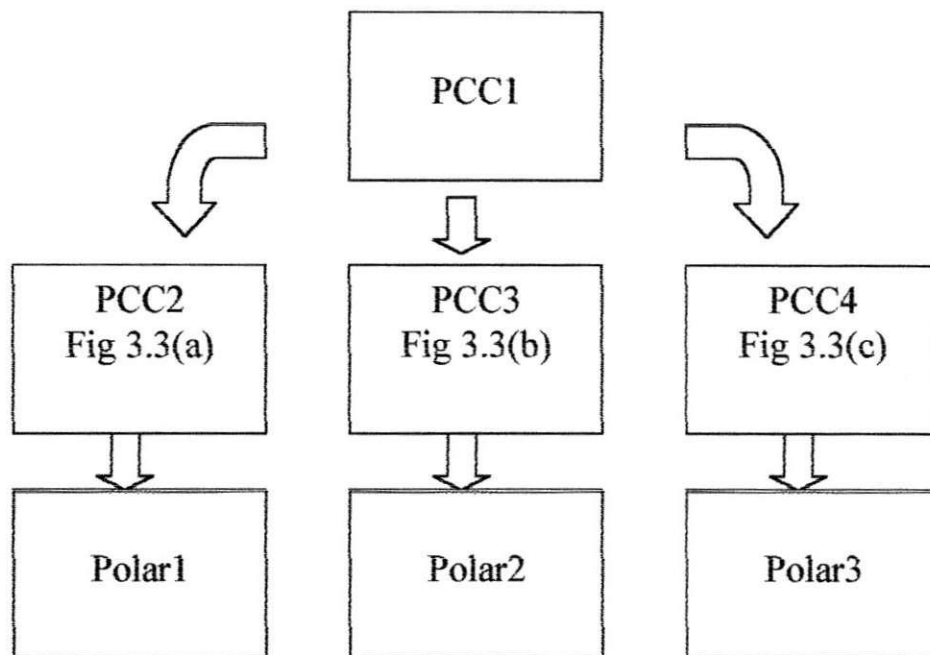 PCC1
PCC2
Fig 3.3(a)
PCC3
Fig 3.3(b)
PCC4
Fig 3.3(c)
Polar1
Polar2
Polar3